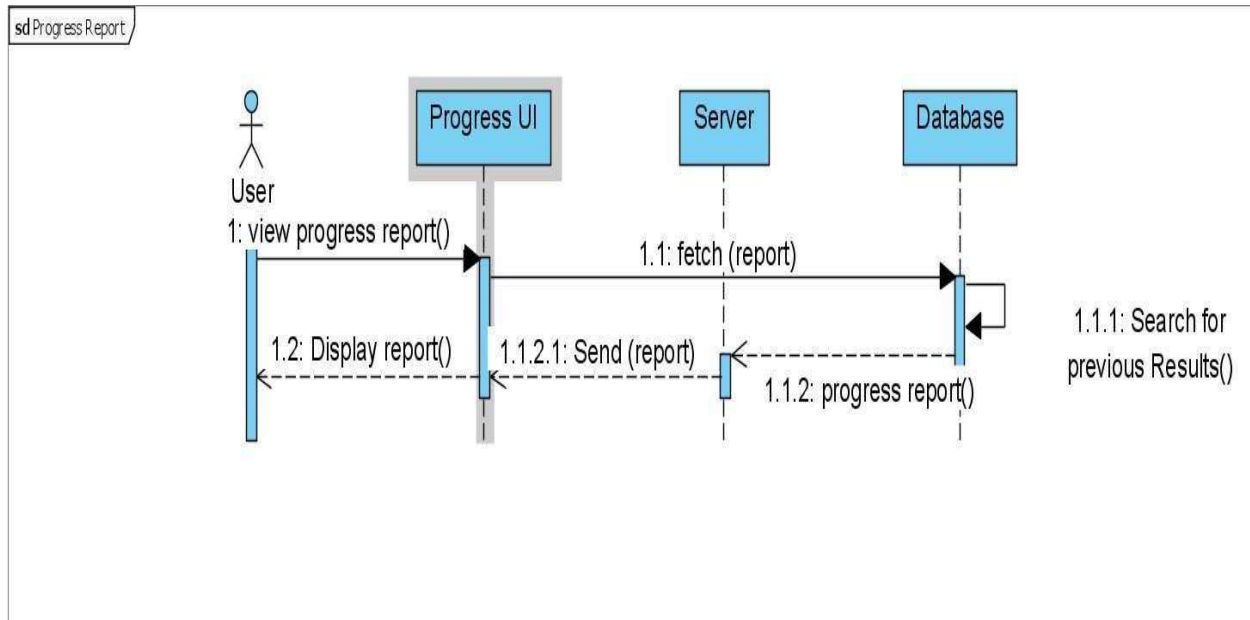 sd Progress Report
Progress UI
Server
Database
User
1: view progress report()
1.1: fetch (report)
1.1.1: Search for
previous Results()
1.2: Display report()
1.1.2.1: Send (report)
1.1.2: progress report()